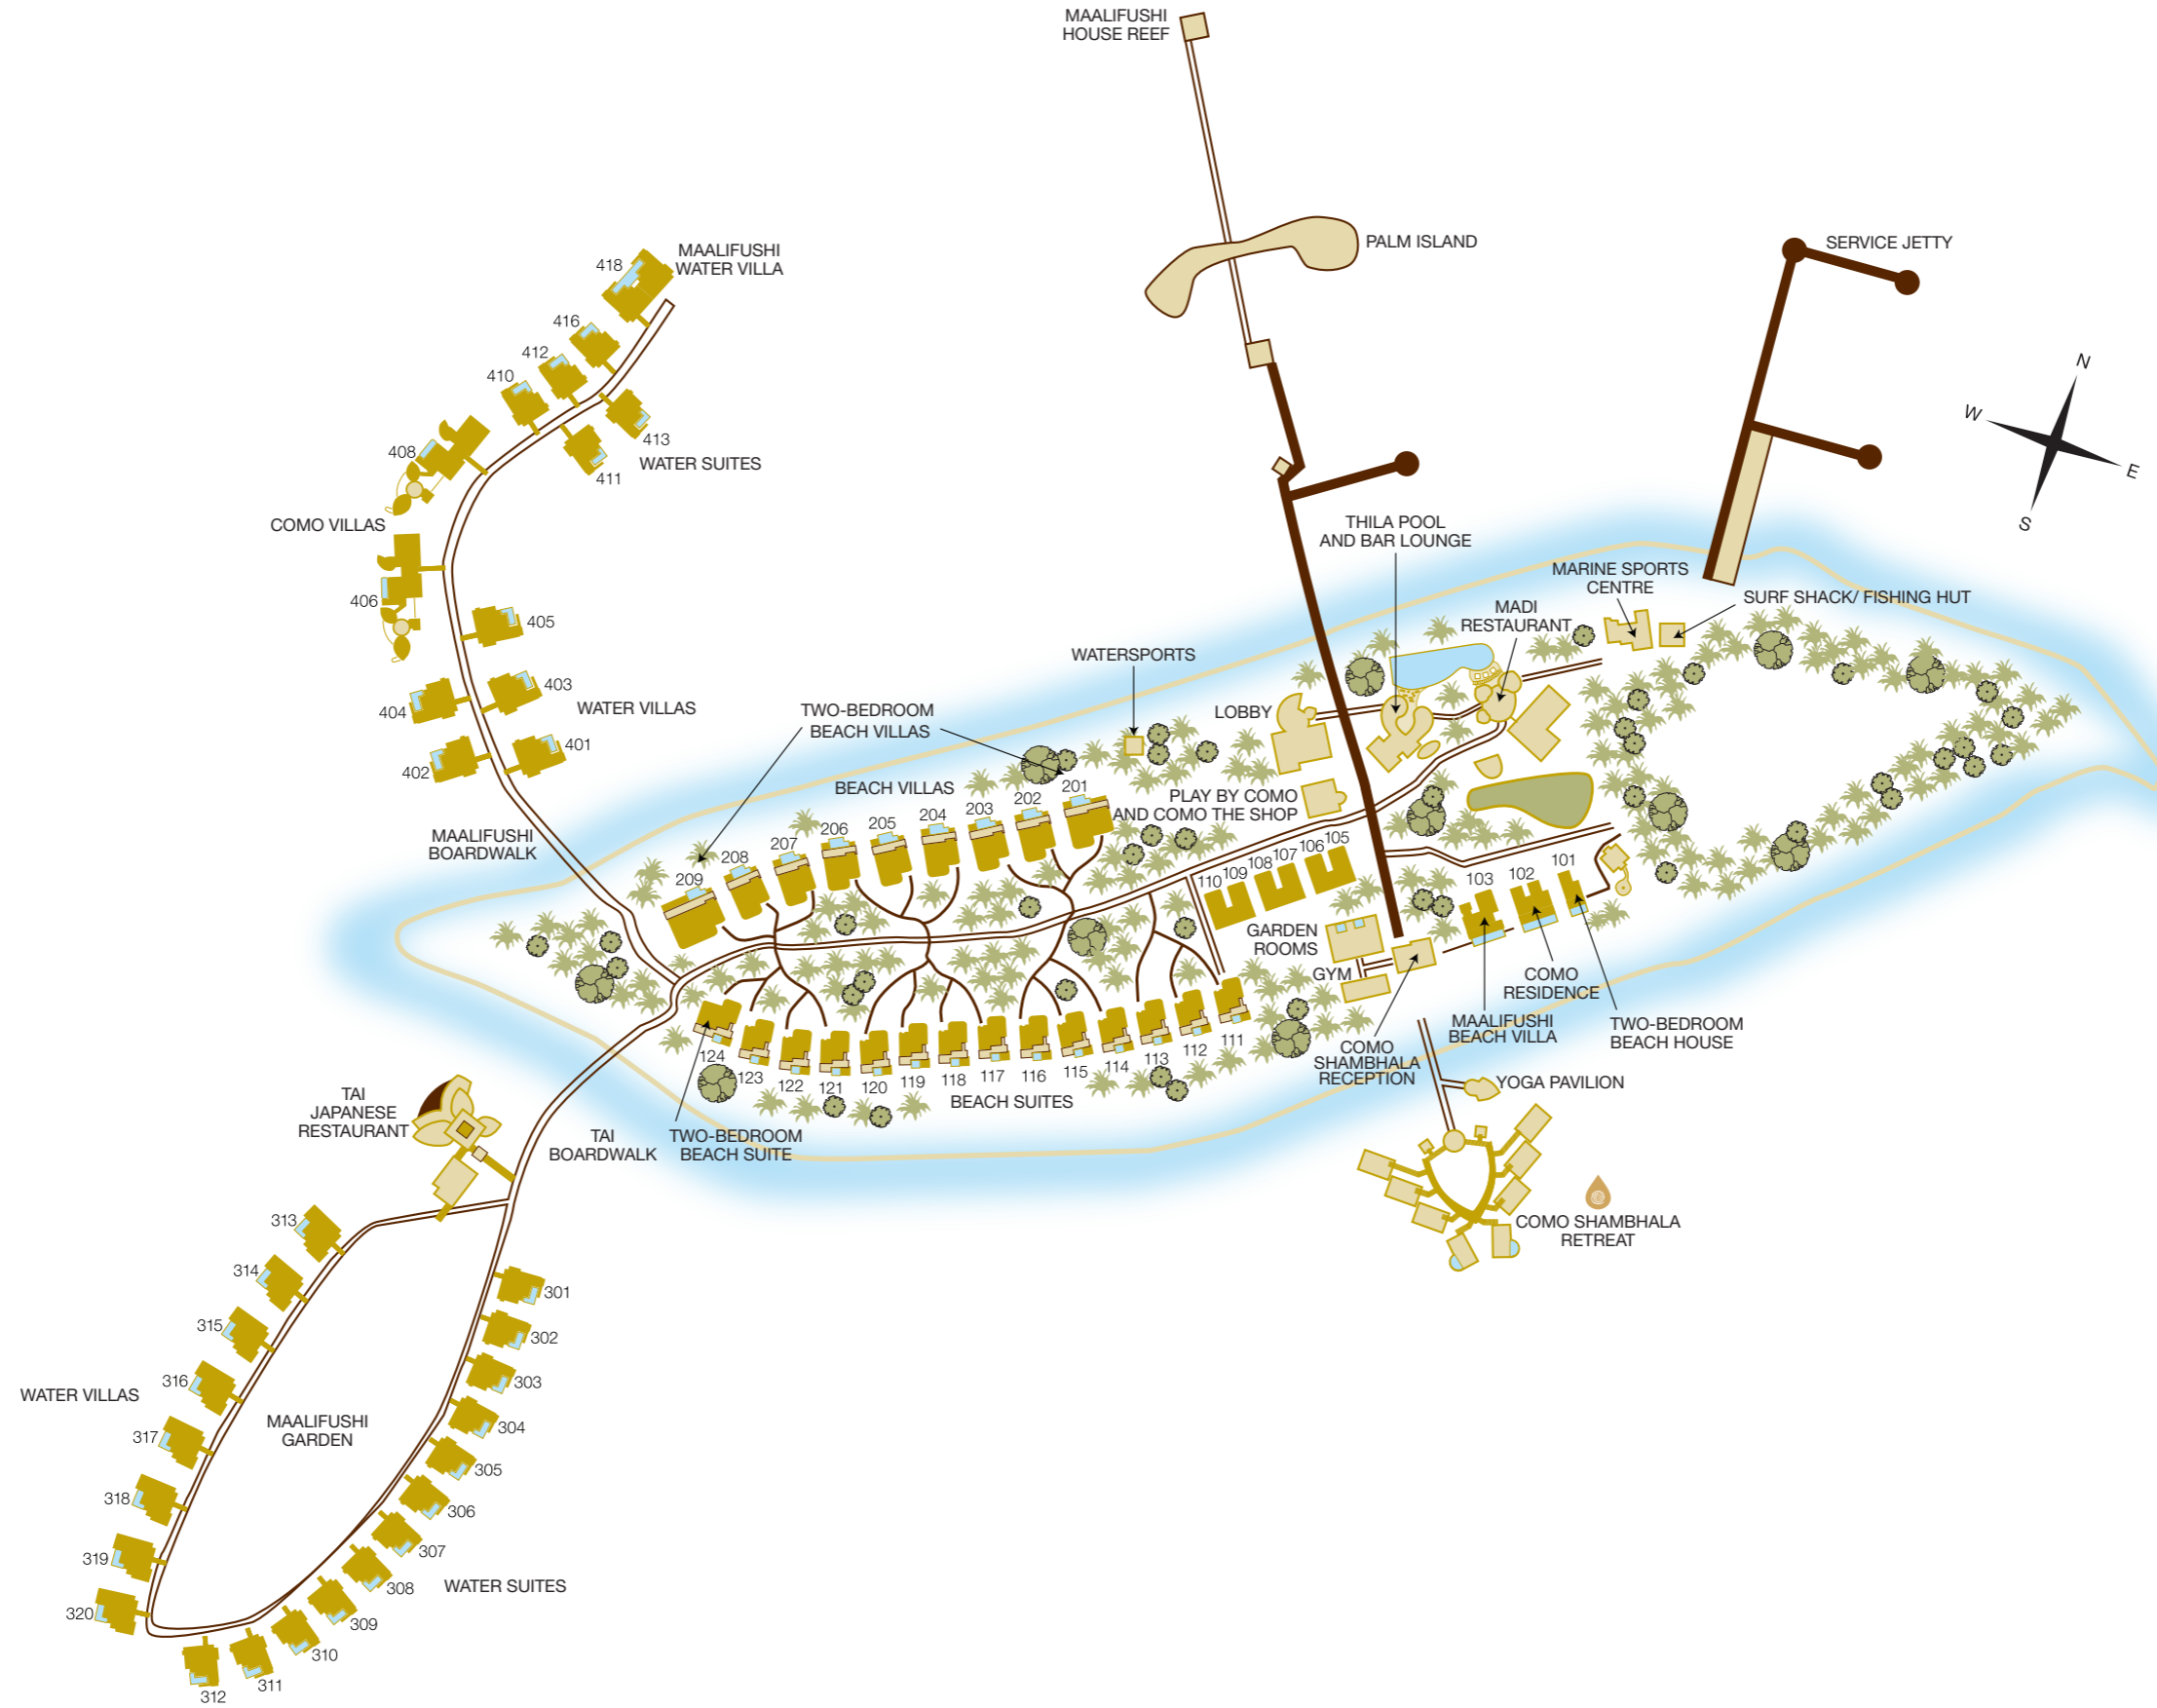 MAALIFUSHI
HOUSE REEF
PALM ISLAND
SERVICE JETTY
N
W
E
S
MAALIFUSHI
WATER VILLA
418
416
412
410
413
WATER SUITES
411
408
COMO VILLAS
406
405
403
404
WATER VILLAS
401
402
MAALIFUSHI
BOARDWALK
THILA POOL
AND BAR LOUNGE
MARINE SPORTS
CENTRE
SURF SHACK/ FISHING HUT
MADI
RESTAURANT
WATERSPORTS
LOBBY
TWO-BEDROOM
BEACH VILLAS
BEACH VILLAS
PLAY BY COMO
AND COMO THE SHOP
201
202
203
204
205
206
207
208
209
105
106
107
108
109
110
101
102
103
GARDEN
ROOMS
GYM
COMO
RESIDENCE
MAALIFUSHI
BEACH VILLA
TWO-BEDROOM
BEACH HOUSE
COMO
SHAMBHALA
RECEPTION
111
112
113
114
115
116
117
118
119
120
121
122
123
124
BEACH SUITES
TWO-BEDROOM
BEACH SUITE
TAI
BOARDWALK
TAI
JAPANESE
RESTAURANT
YOGA PAVILION
COMO SHAMBHALA
RETREAT
313
314
315
316
317
318
319
320
WATER VILLAS
MAALIFUSHI
GARDEN
301
302
303
304
305
306
307
308
309
310
311
312
WATER SUITES